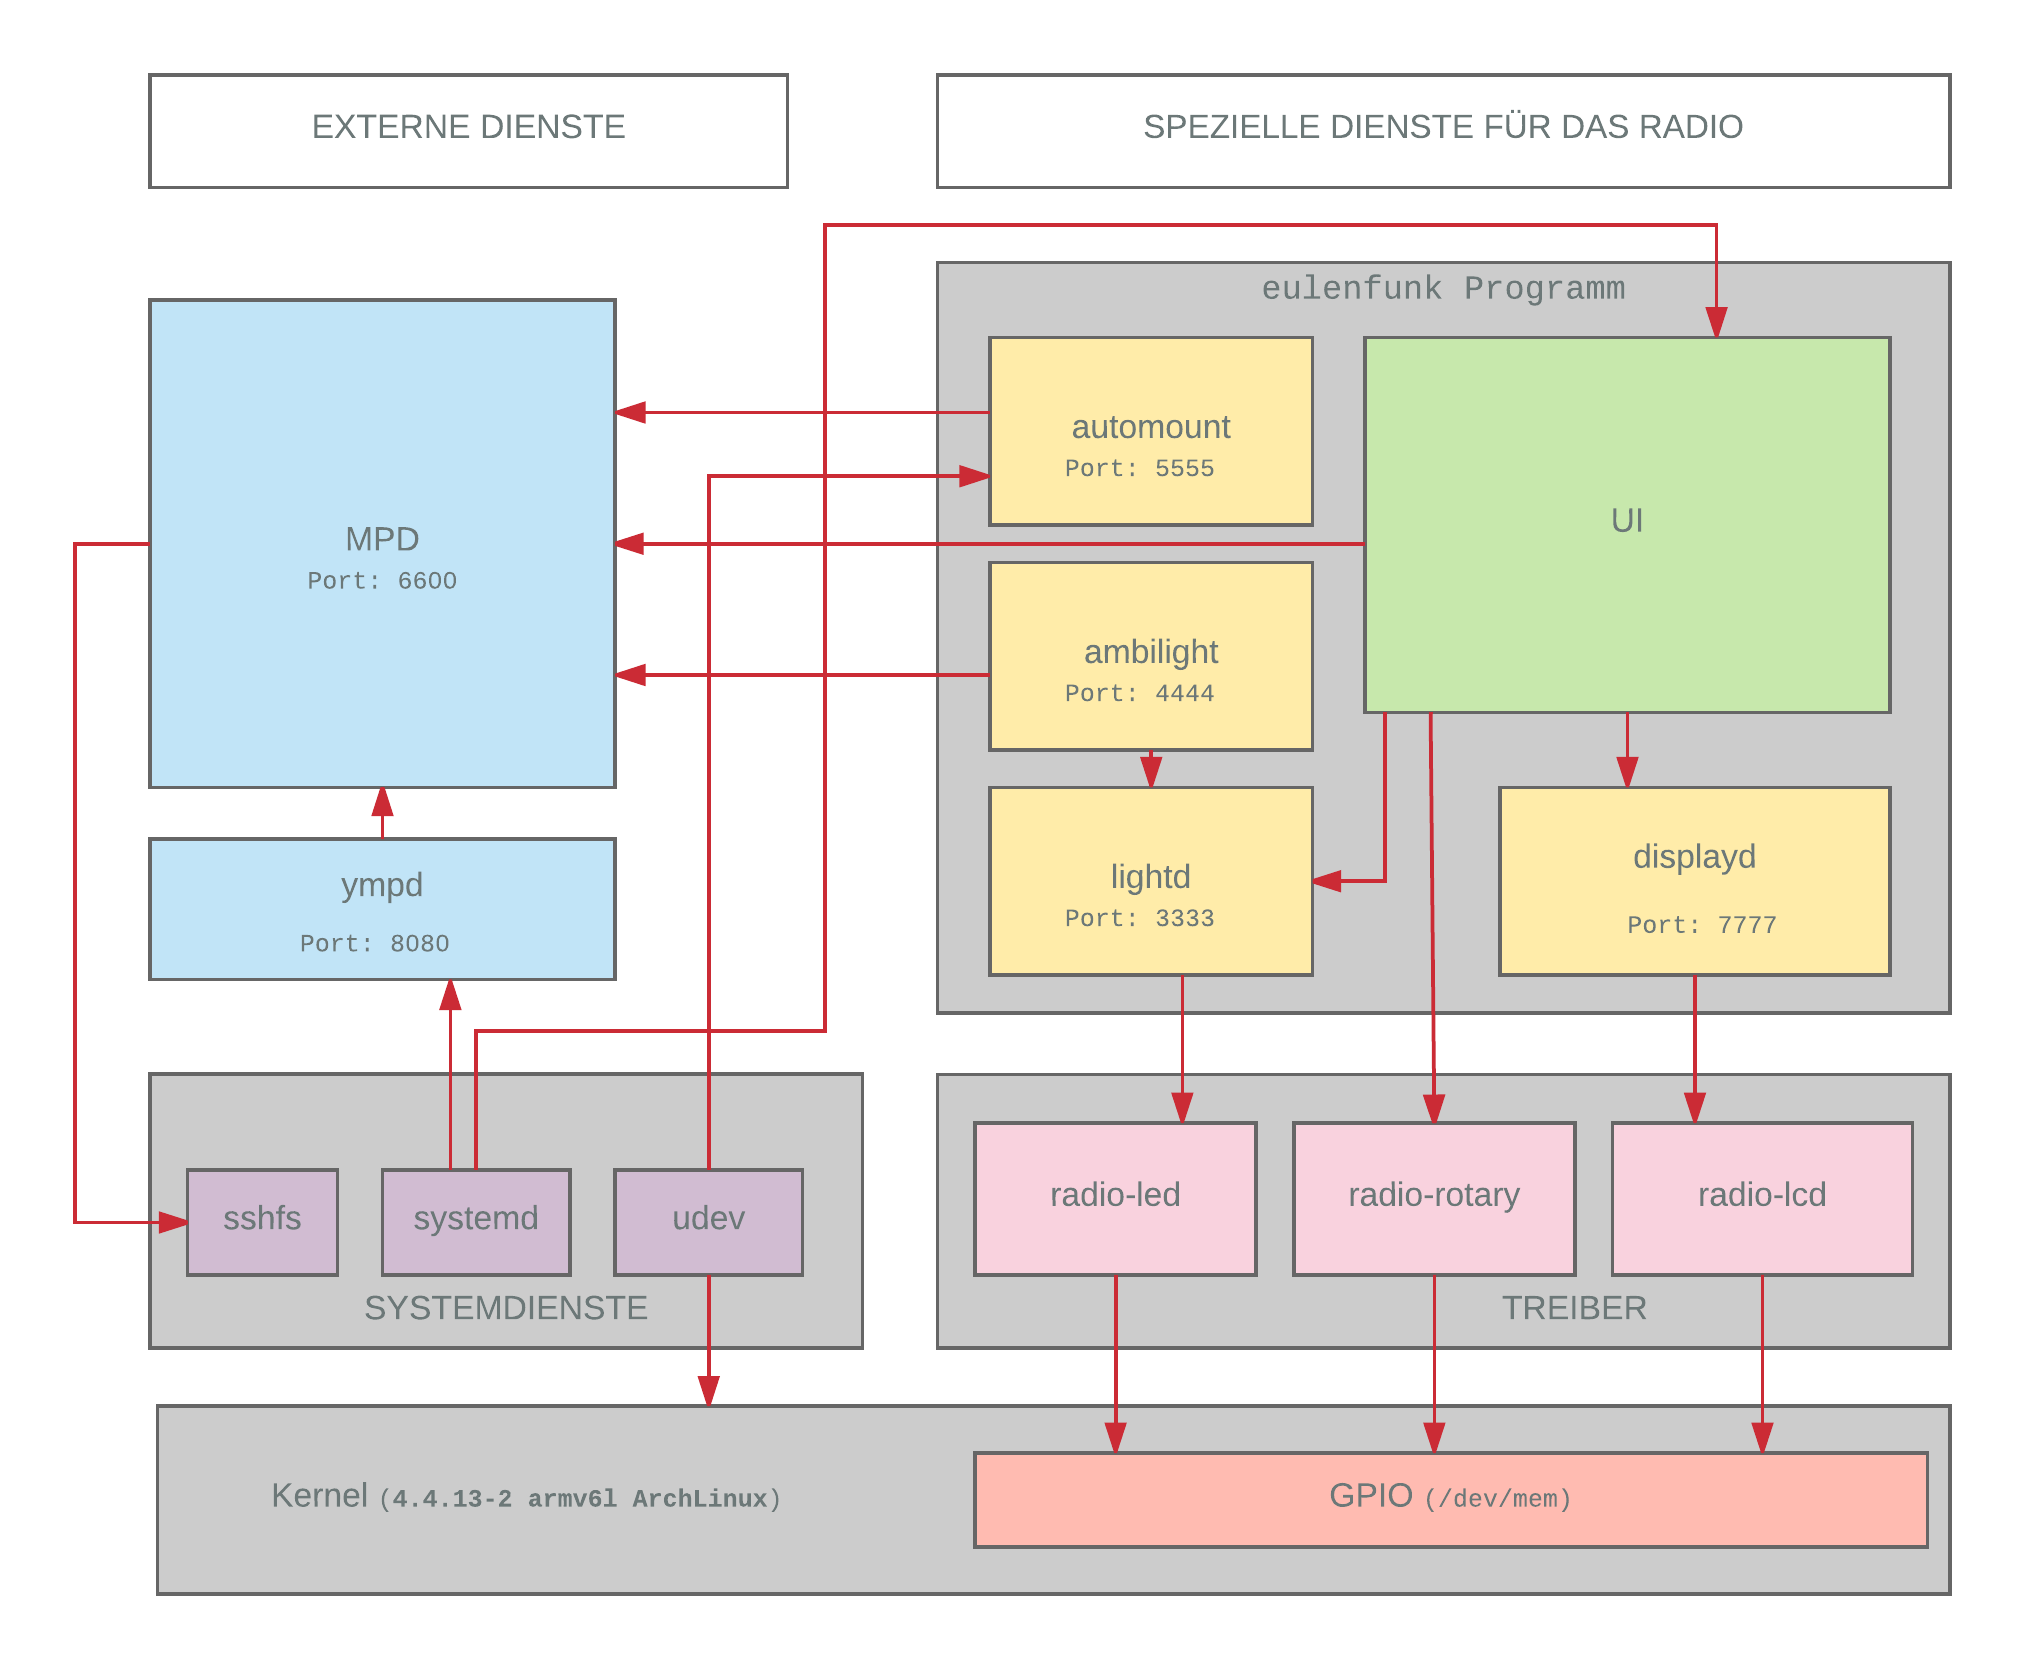 EXTERNE DIENSTE
SPEZIELLE DIENSTE FÜR DAS RADIO
eulenfunk Programm
MPD
Port: 6600
automount
Port: 5555
UI
ambilight
Port: 4444
ympd
Port: 8080
lightd
Port: 3333
displayd
Port: 7777
sshfs
systemd
udev
SYSTEMDIENSTE
radio-led
radio-rotary
radio-lcd
TREIBER
Kernel (4.4.13-2 armv6l ArchLinux)
GPIO (/dev/mem)